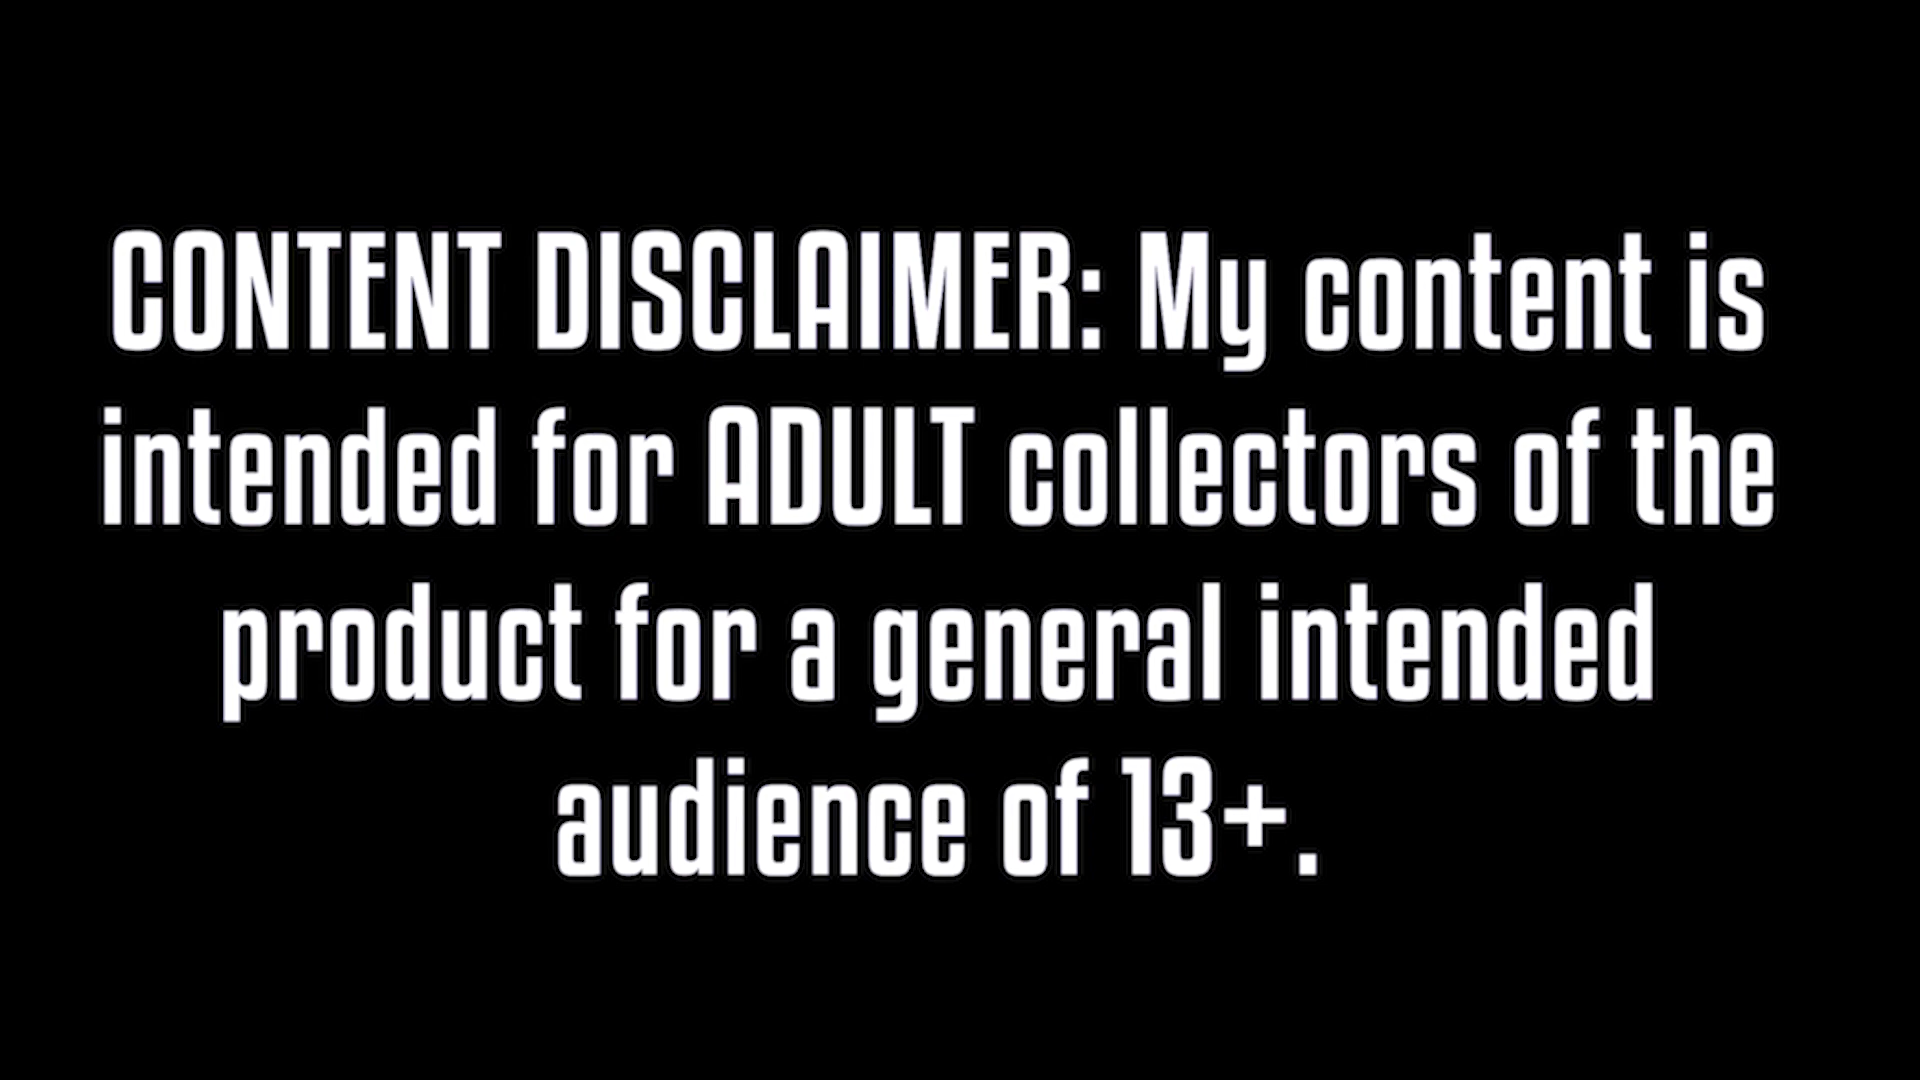 CONTENT DISCLAIMER: My content is
intended for ADULT collectors of the
product for a general intended
audience of 13+.